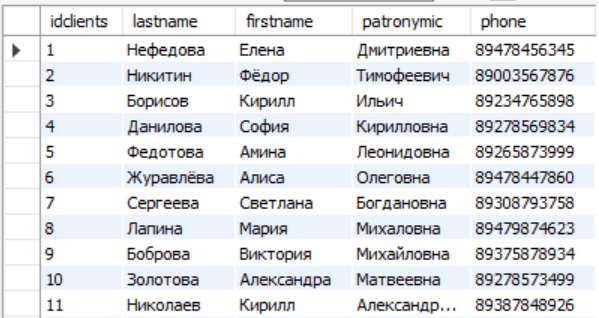 idclients lastname firstname patronymic phone
1 Нефедова Елена Дмитриевна 89478456345
2 Никитин Фёдор Тимофеевич 89003567876
3 Борисов Кирилл Ильич 89234765898
4 Данилова София Кирилловна 89278569834
5 Федотова Амина Леонидовна 89265873999
6 Журавлёва Алиса Олеговна 89478447860
7 Сергеева Светлана Богдановна 89308793758
8 Лапина Мария Михаловна 89479874623
9 Боброва Виктория Михайловна 89375878934
10 Золотова Александра Матвеевна 89278573499
11 Николаев Кирилл Александр... 89387848926